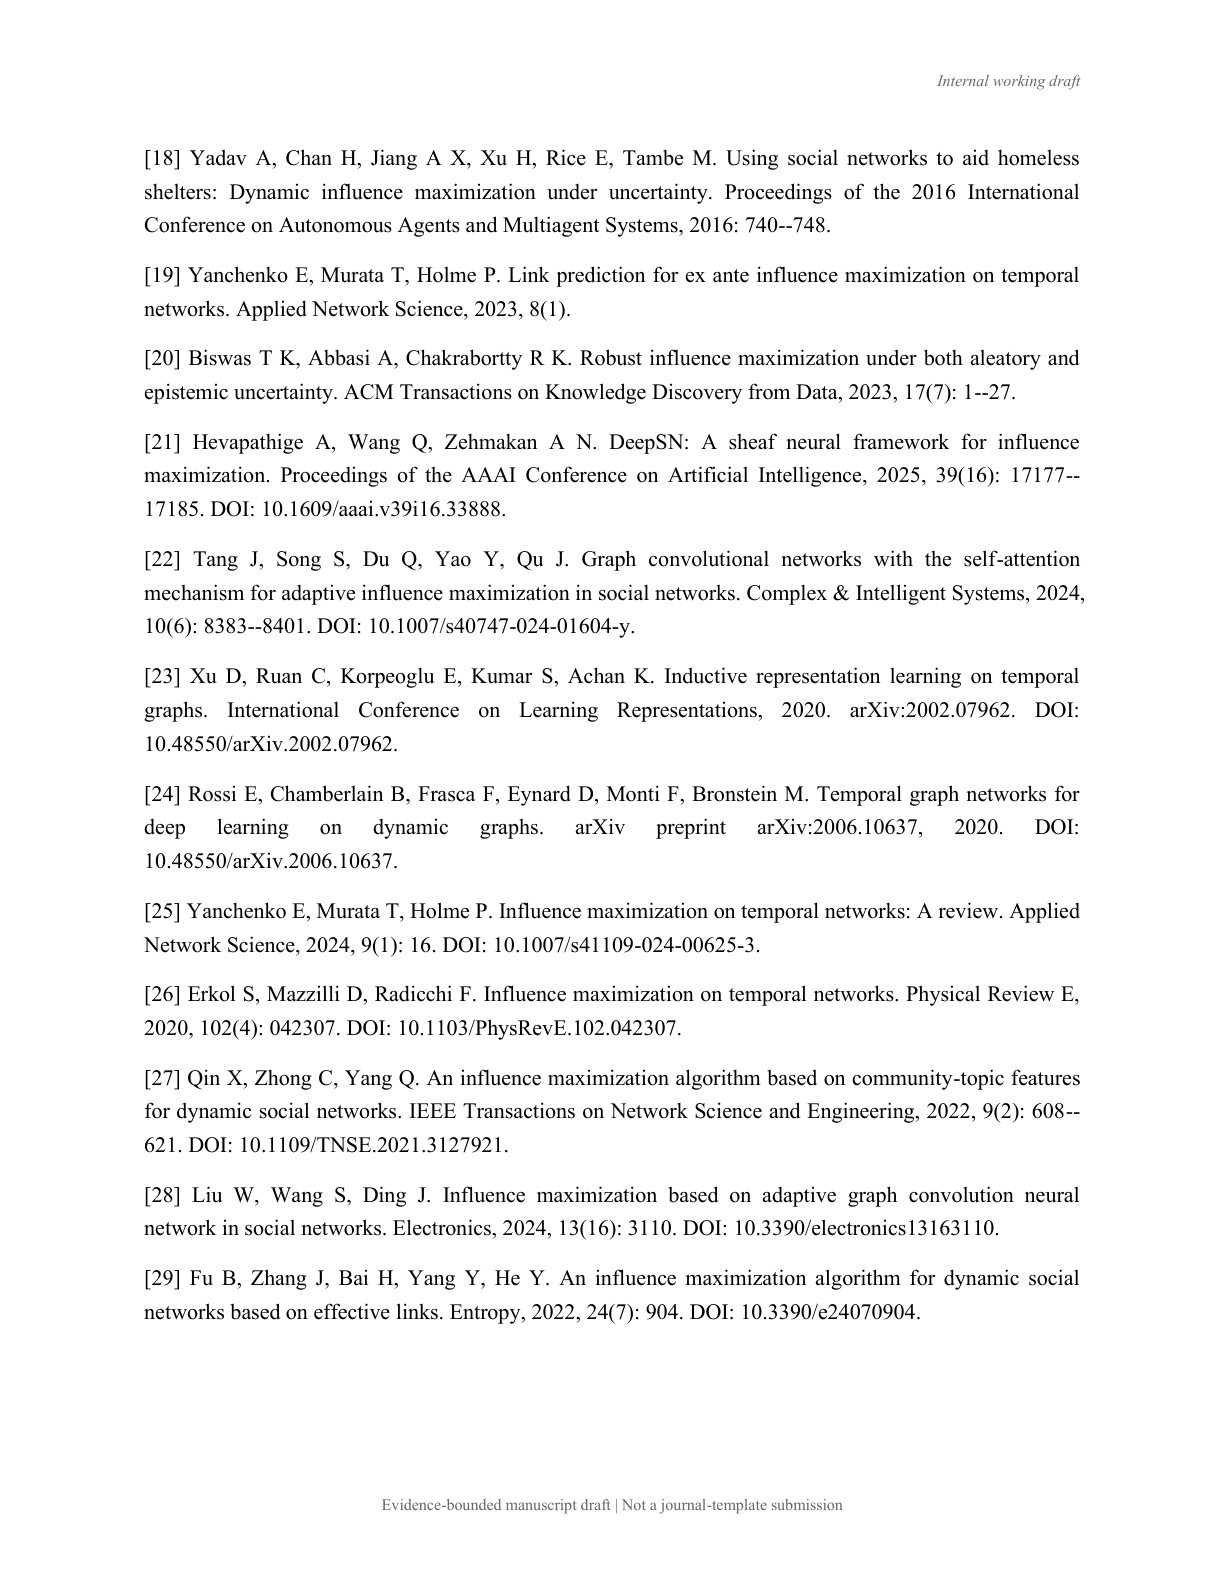 Internal working draft
[18] Yadav A, Chan H, Jiang A X, Xu H, Rice E, Tambe M. Using social networks to aid homeless
shelters: Dynamic influence maximization under uncertainty. Proceedings of the 2016 International
Conference on Autonomous Agents and Multiagent Systems, 2016: 740--748.
[19] Yanchenko E, Murata T, Holme P. Link prediction for ex ante influence maximization on temporal
networks. Applied Network Science, 2023, 8(1).
[20] Biswas T K, Abbasi A, Chakrabortty R K. Robust influence maximization under both aleatory and
epistemic uncertainty. ACM Transactions on Knowledge Discovery from Data, 2023, 17(7): 1--27.
[21] Hevapathige A, Wang Q, Zehmakan A N. DeepSN: A sheaf neural framework for influence
maximization. Proceedings of the AAAI Conference on Artificial Intelligence, 2025, 39(16): 17177--
17185. DOI: 10.1609/aaai.v39i16.33888.
[22] Tang J, Song S, Du Q, Yao Y, Qu J. Graph convolutional networks with the self-attention
mechanism for adaptive influence maximization in social networks. Complex & Intelligent Systems, 2024,
10(6): 8383--8401. DOI: 10.1007/s40747-024-01604-y.
[23] Xu D, Ruan C, Korpeoglu E, Kumar S, Achan K. Inductive representation learning on temporal
graphs. International Conference on Learning Representations, 2020. arXiv:2002.07962. DOI:
10.48550/arXiv.2002.07962.
[24] Rossi E, Chamberlain B, Frasca F, Eynard D, Monti F, Bronstein M. Temporal graph networks for
deep learning on dynamic graphs. arXiv preprint arXiv:2006.10637, 2020. DOI:
10.48550/arXiv.2006.10637.
[25] Yanchenko E, Murata T, Holme P. Influence maximization on temporal networks: A review. Applied
Network Science, 2024, 9(1): 16. DOI: 10.1007/s41109-024-00625-3.
[26] Erkol S, Mazzilli D, Radicchi F. Influence maximization on temporal networks. Physical Review E,
2020, 102(4): 042307. DOI: 10.1103/PhysRevE.102.042307.
[27] Qin X, Zhong C, Yang Q. An influence maximization algorithm based on community-topic features
for dynamic social networks. IEEE Transactions on Network Science and Engineering, 2022, 9(2): 608--
621. DOI: 10.1109/TNSE.2021.3127921.
[28] Liu W, Wang S, Ding J. Influence maximization based on adaptive graph convolution neural
network in social networks. Electronics, 2024, 13(16): 3110. DOI: 10.3390/electronics13163110.
[29] Fu B, Zhang J, Bai H, Yang Y, He Y. An influence maximization algorithm for dynamic social
networks based on effective links. Entropy, 2022, 24(7): 904. DOI: 10.3390/e24070904.
Evidence-bounded manuscript draft | Not a journal-template submission